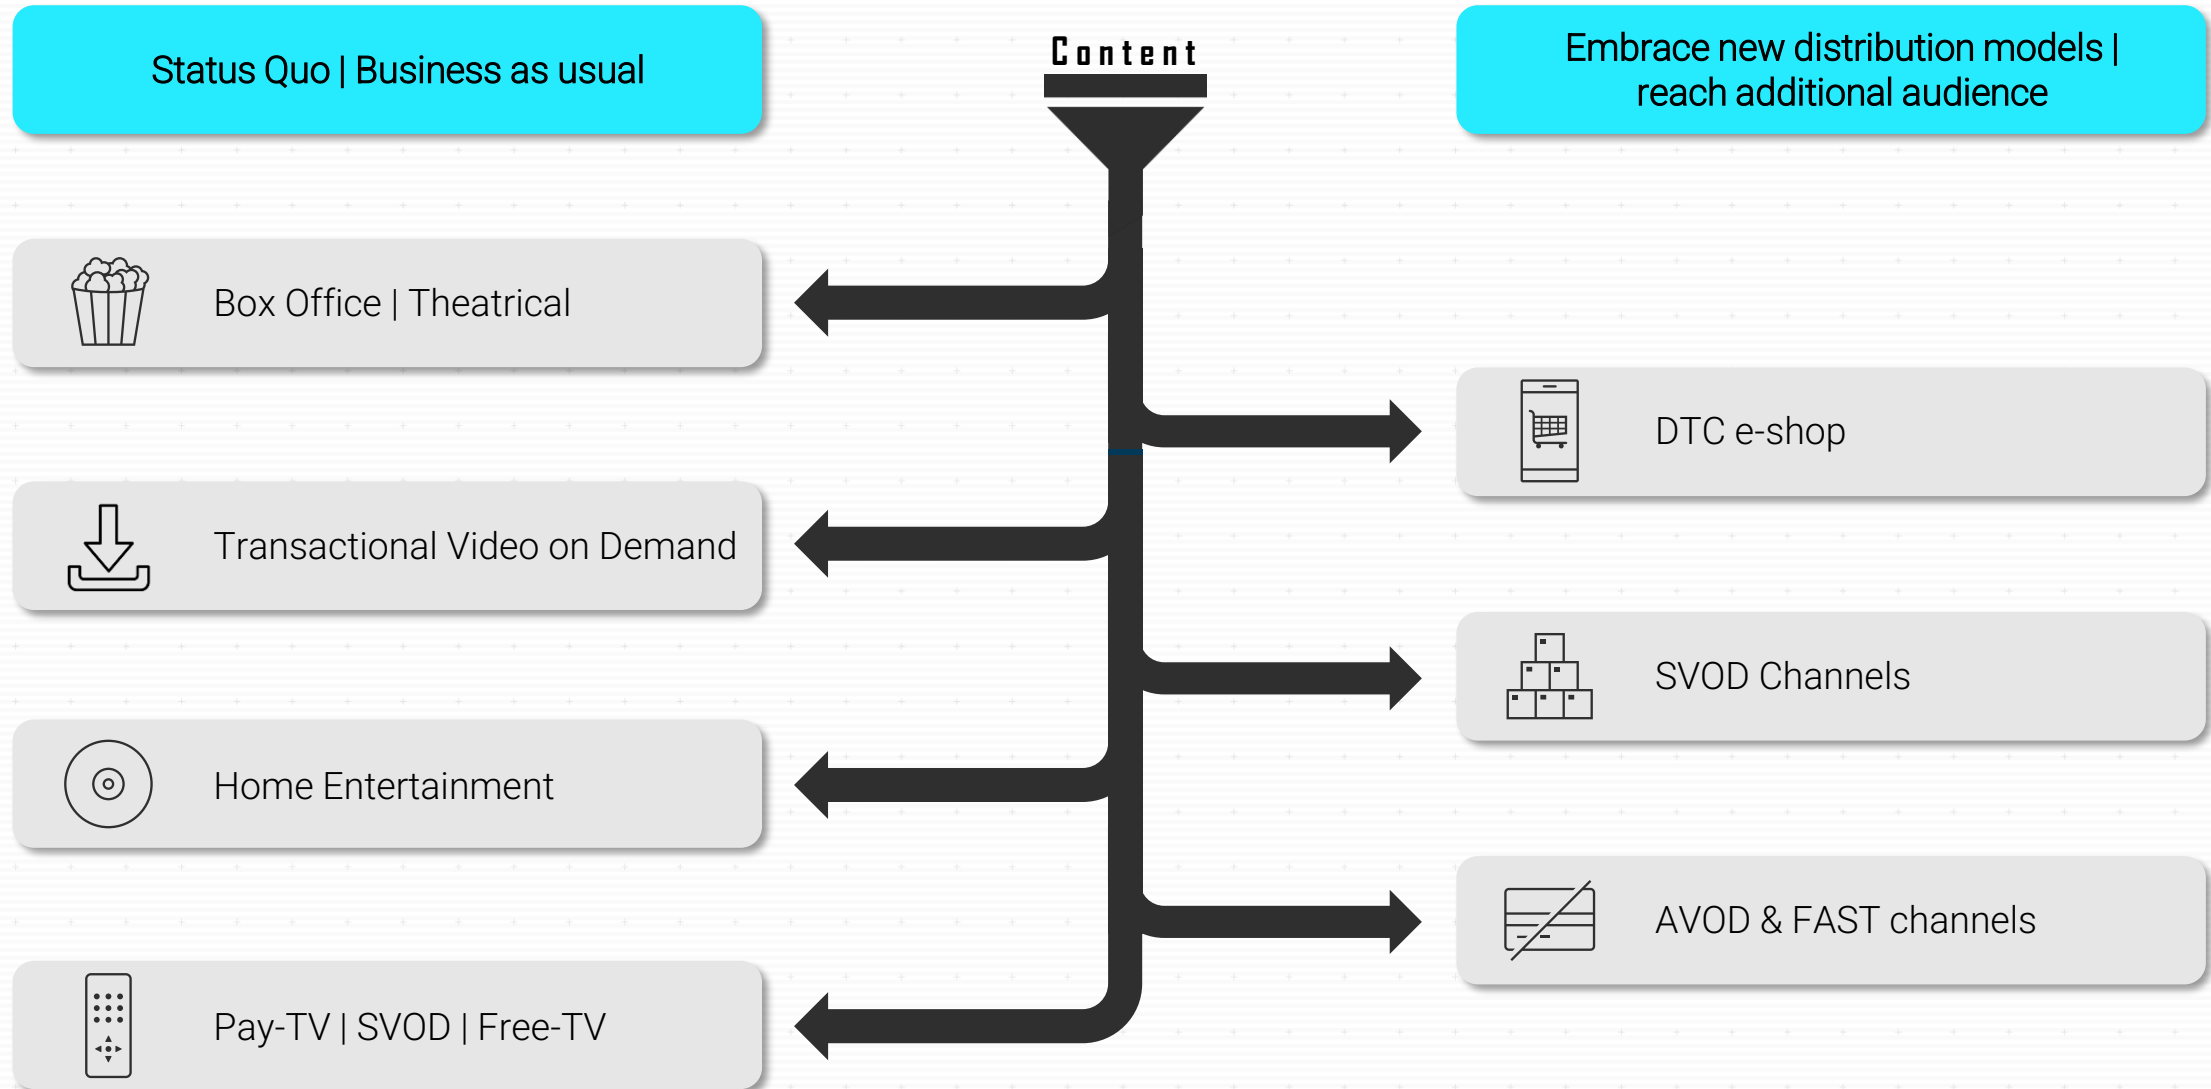 Status Quo | Business as usual
Content
Embrace new distribution models |
reach additional audience
Box Office | Theatrical
DTC e-shop
Transactional Video on Demand
SVOD Channels
Home Entertainment
AVOD & FAST channels
Pay-TV | SVOD | Free-TV